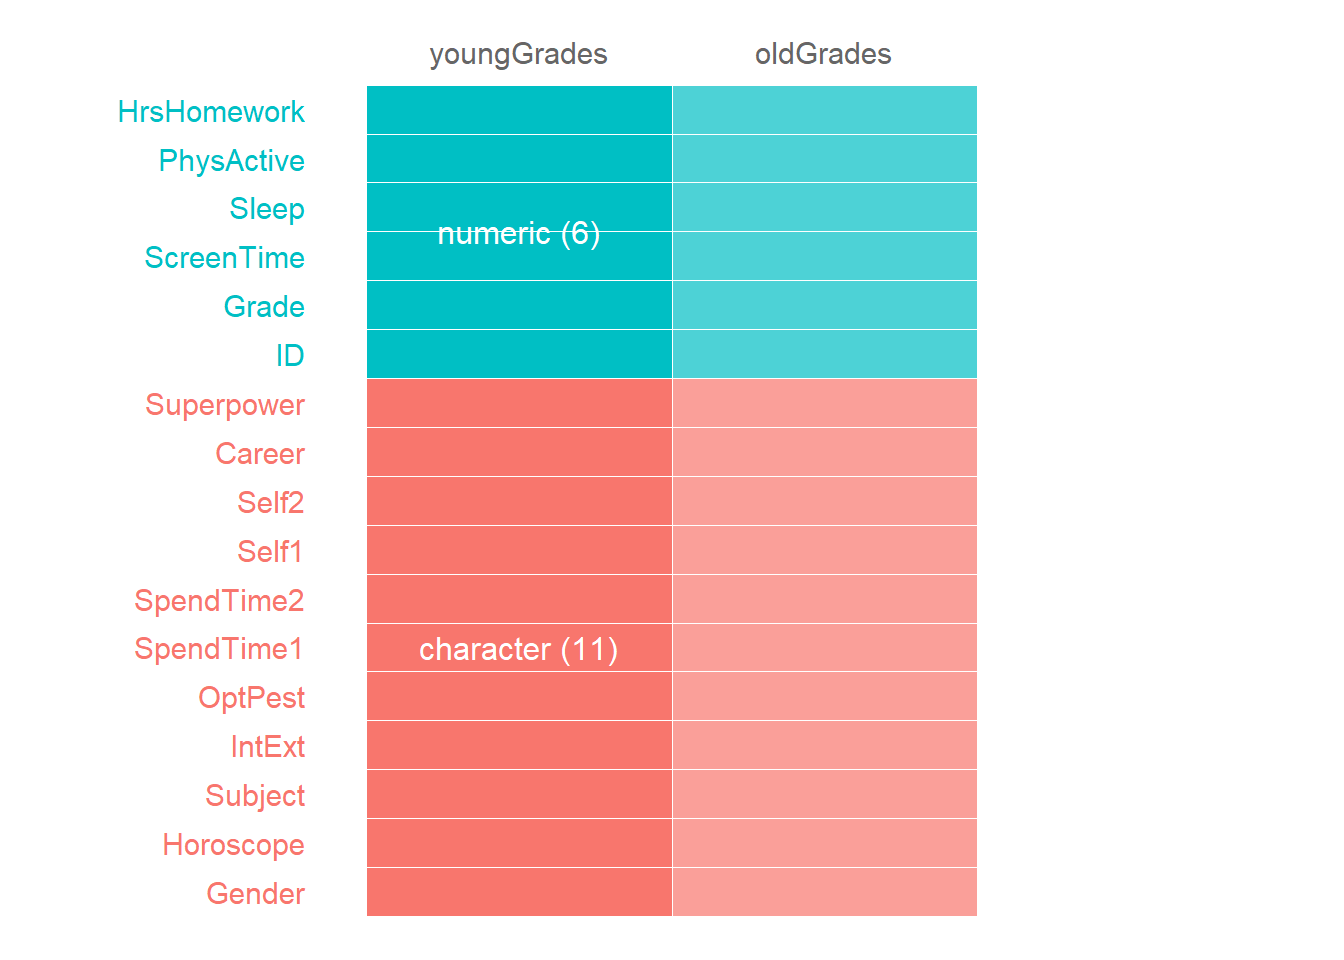 youngGrades oldGrades
HrsHomework
PhysActive
Sleep
numeric (6)
ScreenTime
Grade
ID
Superpower
Career
Self2
Self1
SpendTime2
SpendTime1 character (11)
OptPest
IntExt
Subject
Horoscope
Gender